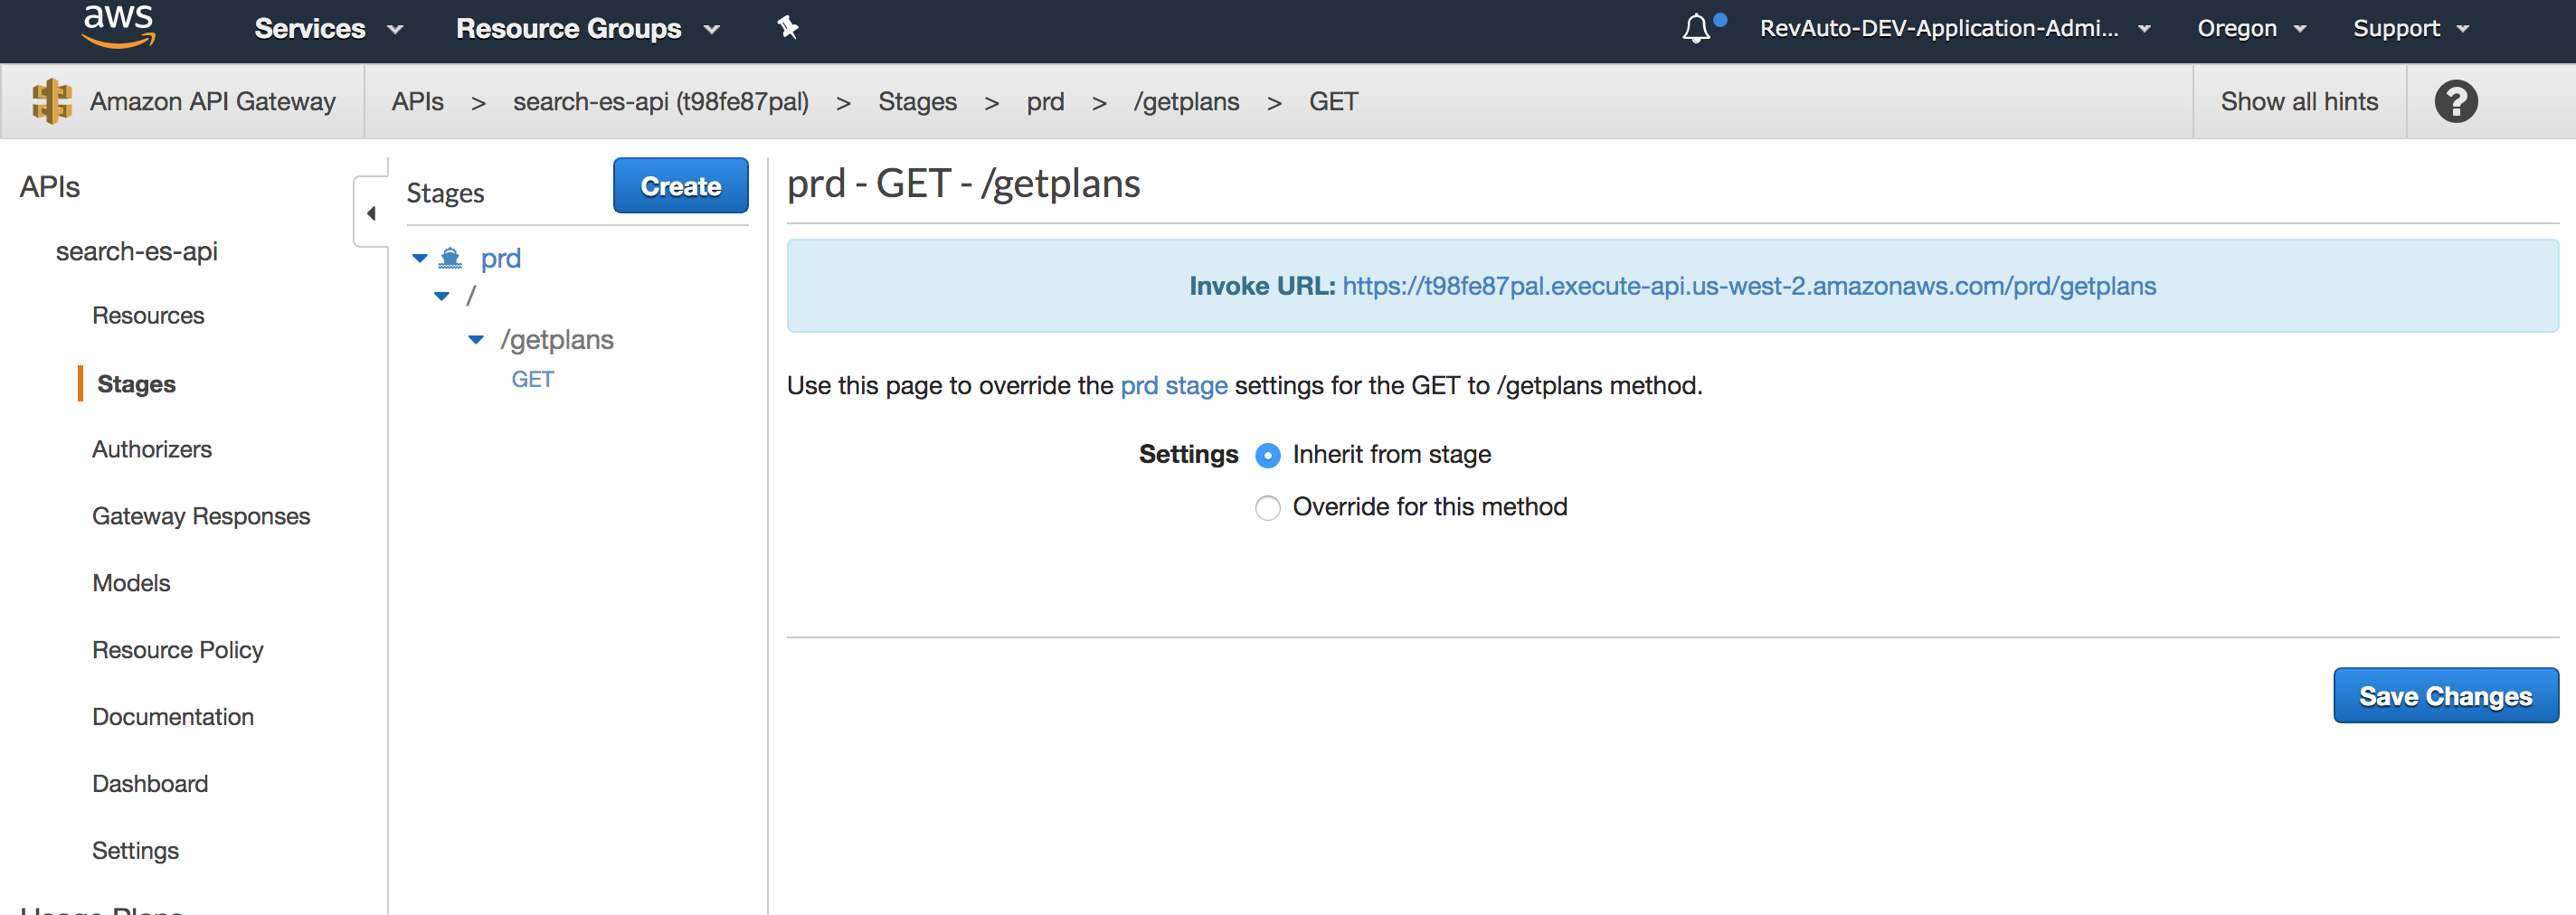 aws Services Resource Groups RevAuto-DEV-Application-Admi... Oregon Support
Amazon API Gateway APIs > search-es-api (t98fe87pal) > Stages > prd > /getplans > GET Show all hints ?
APIs
search-es-api
Resources
Stages
Authorizers
Gateway Responses
Models
Resource Policy
Documentation
Dashboard
Settings
Stages Create
prd
/
/getplans
GET
prd - GET - /getplans
Invoke URL: https://t98fe87pal.execute-api.us-west-2.amazonaws.com/prd/getplans
Use this page to override the prd stage settings for the GET to /getplans method.
Settings Inherit from stage
Override for this method
Save Changes